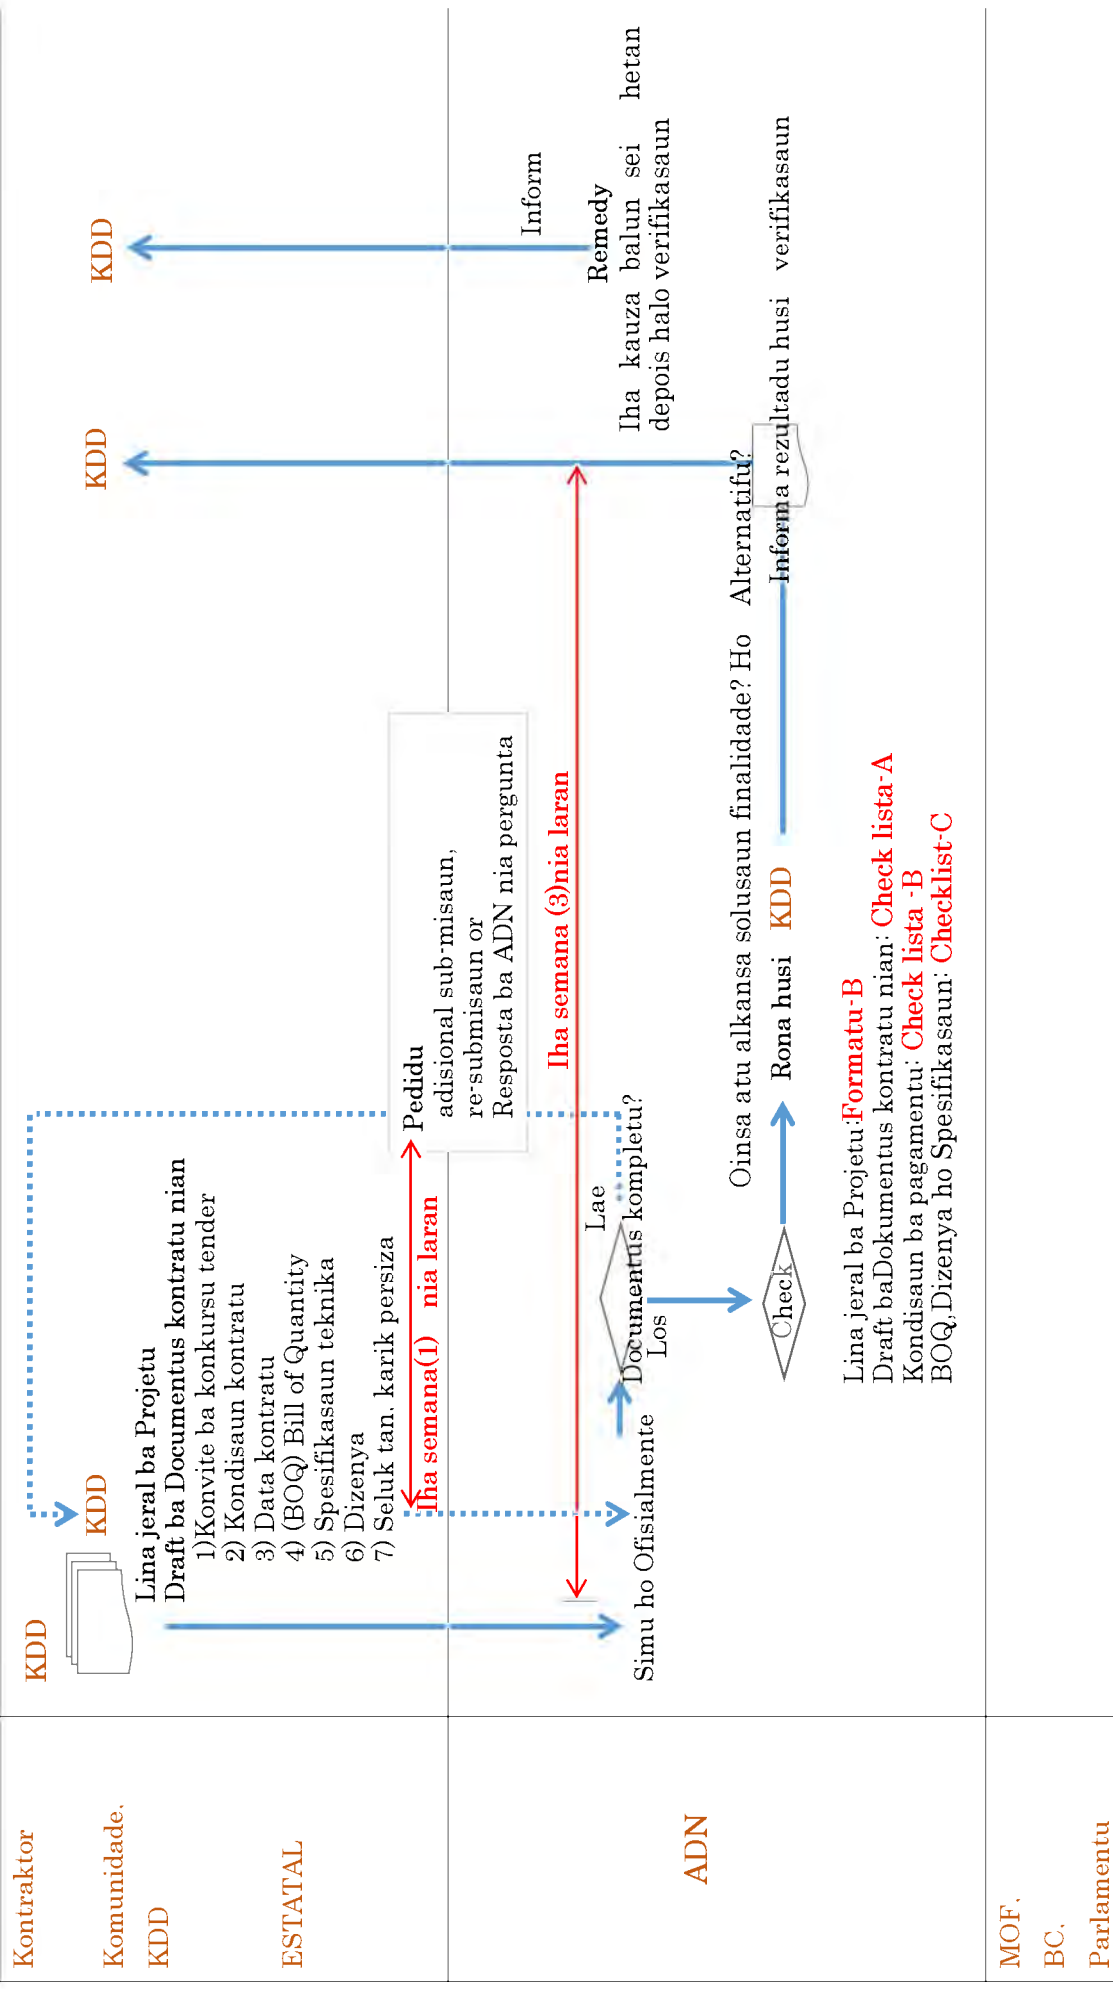 Kontraktor
Komunidade,
KDD
ESTATAL
ADN
MOF,
BC,
Parlamentu
KDD
KDD
Lina jeral ba Projetu
Draft ba Documentus kontratu nian
1)Konvite ba konkursu tender
2) Kondisaun kontratu
3) Data kontratu
4) (BOQ) Bill of Quantity
5) Spesifikasaun teknika
6) Dizenya
7) Seluk tan, karik persiza
Iha semana(1) nia laran
Pedidu
adisional sub-misaun,
re-submisaun or
Resposta ba ADN nia pergunta
Iha semana (3)nia laran
Simu ho Ofisialmente
Documentus kompletu?
Lae
Los
Check
Oinsa atu alkansa solusaun finalidade? Ho Alternatifu?
Rona husi KDD
Informa rezultadu husi verifikasaun
Lina jeral ba Projetu:Formatu-B
Draft baDokumentus kontratu nian: Check lista-A
Kondisaun ba pagamentu: Check lista -B
BOQ,Dizenya ho Spesifikasaun: Checklist-C
KDD
KDD
Inform
Remedy
Iha kauza balun sei hetan
depois halo verifikasaun